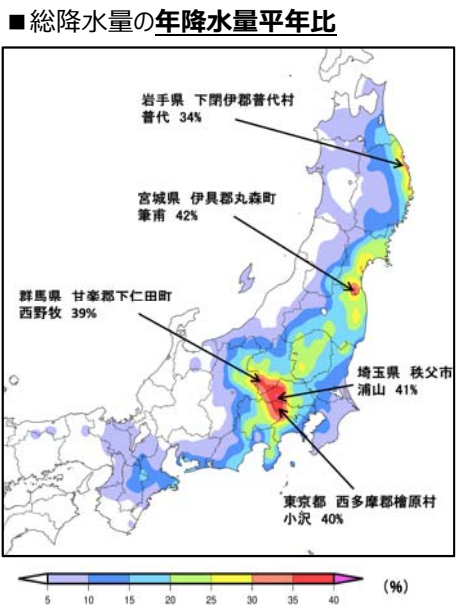 ■総降水量の年降水量平年比
岩手県 下閉伊郡普代村
普代 34%
宮城県 伊具郡丸森町
筆甫 42%
群馬県 甘楽郡下仁田町
西野牧 39%
埼玉県 秩父市
浦山 41%
東京都 西多摩郡檜原村
小沢 40%
5 10 15 20 25 30 35 40 (%)